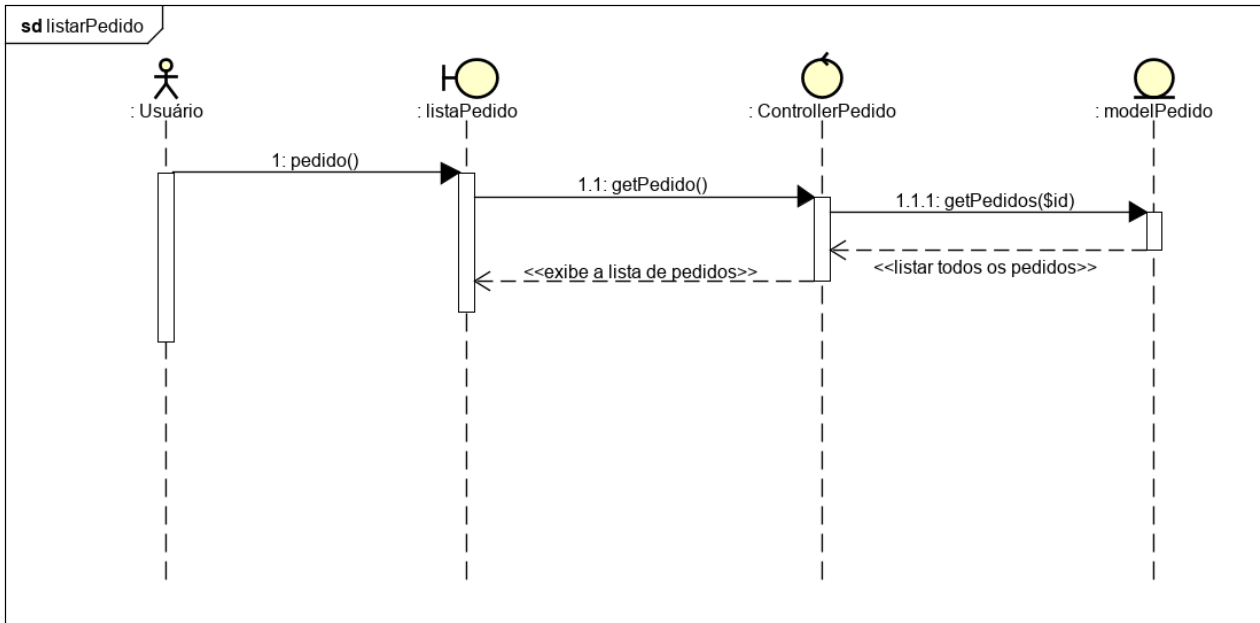 sd listarPedido
: Usuário
: listaPedido
: ControllerPedido
: modelPedido
1: pedido()
1.1: getPedido()
1.1.1: getPedidos($id)
<<listar todos os pedidos>>
<<exibe a lista de pedidos>>